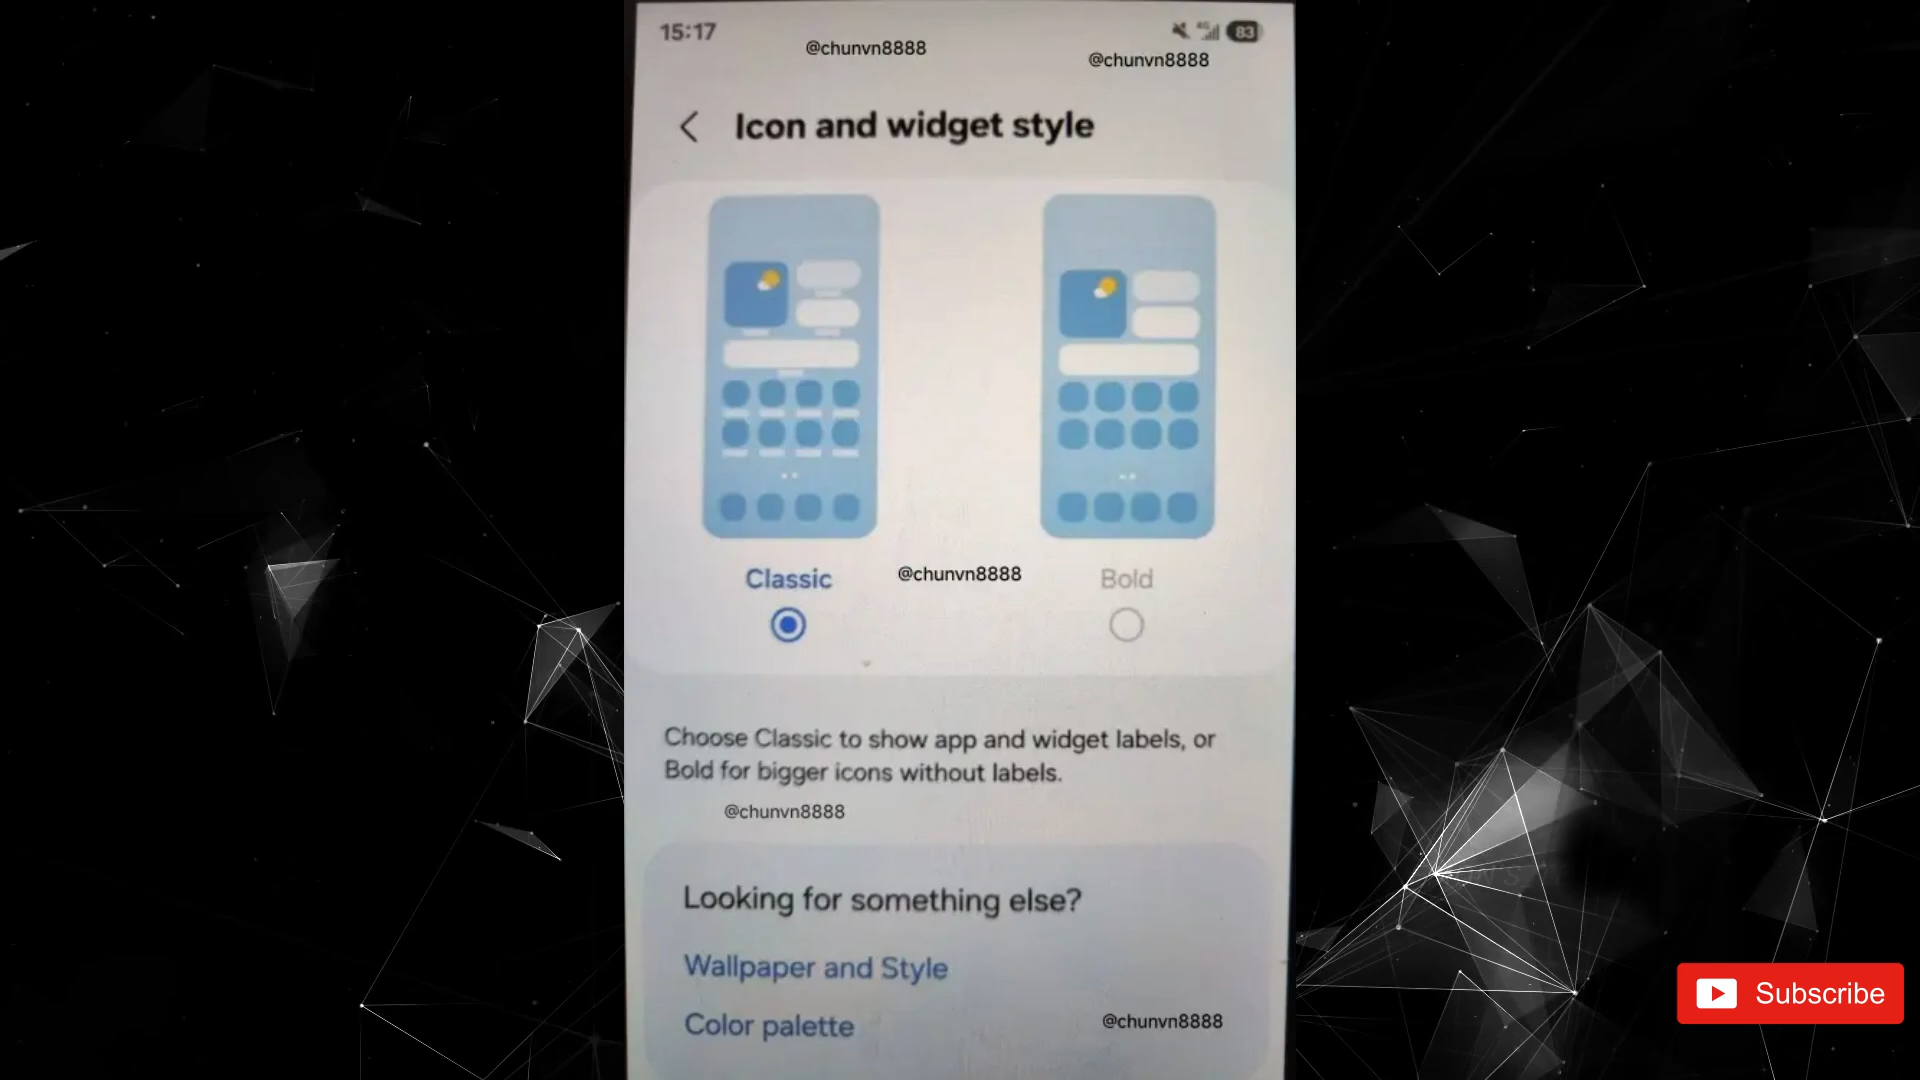 15:17
4G
83
@chunvn8888
@chunvn8888
Icon and widget style
Classic
@chunvn8888
Bold
Choose Classic to show app and widget labels, or
Bold for bigger icons without labels.
@chunvn8888
Looking for something else?
Wallpaper and Style
Color palette
@chunvn8888
Subscribe